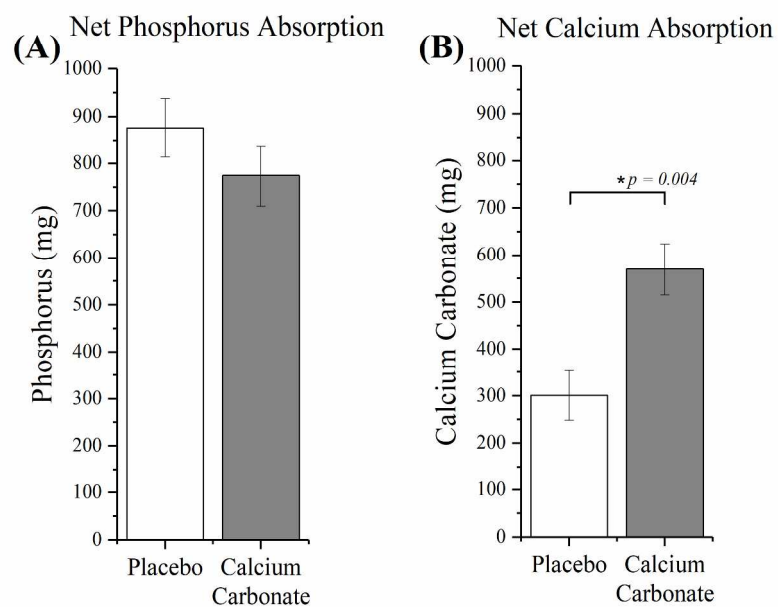 Net Phosphorus Absorption
(A)
1000
900
800
700
600
500
400
300
200
100
0
Phosphorus (mg)
Placebo
Calcium
Carbonate
Net Calcium Absorption
(B)
1000
900
800
700
600
500
400
300
200
100
0
Calcium Carbonate (mg)
*p = 0.004
Placebo
Calcium
Carbonate